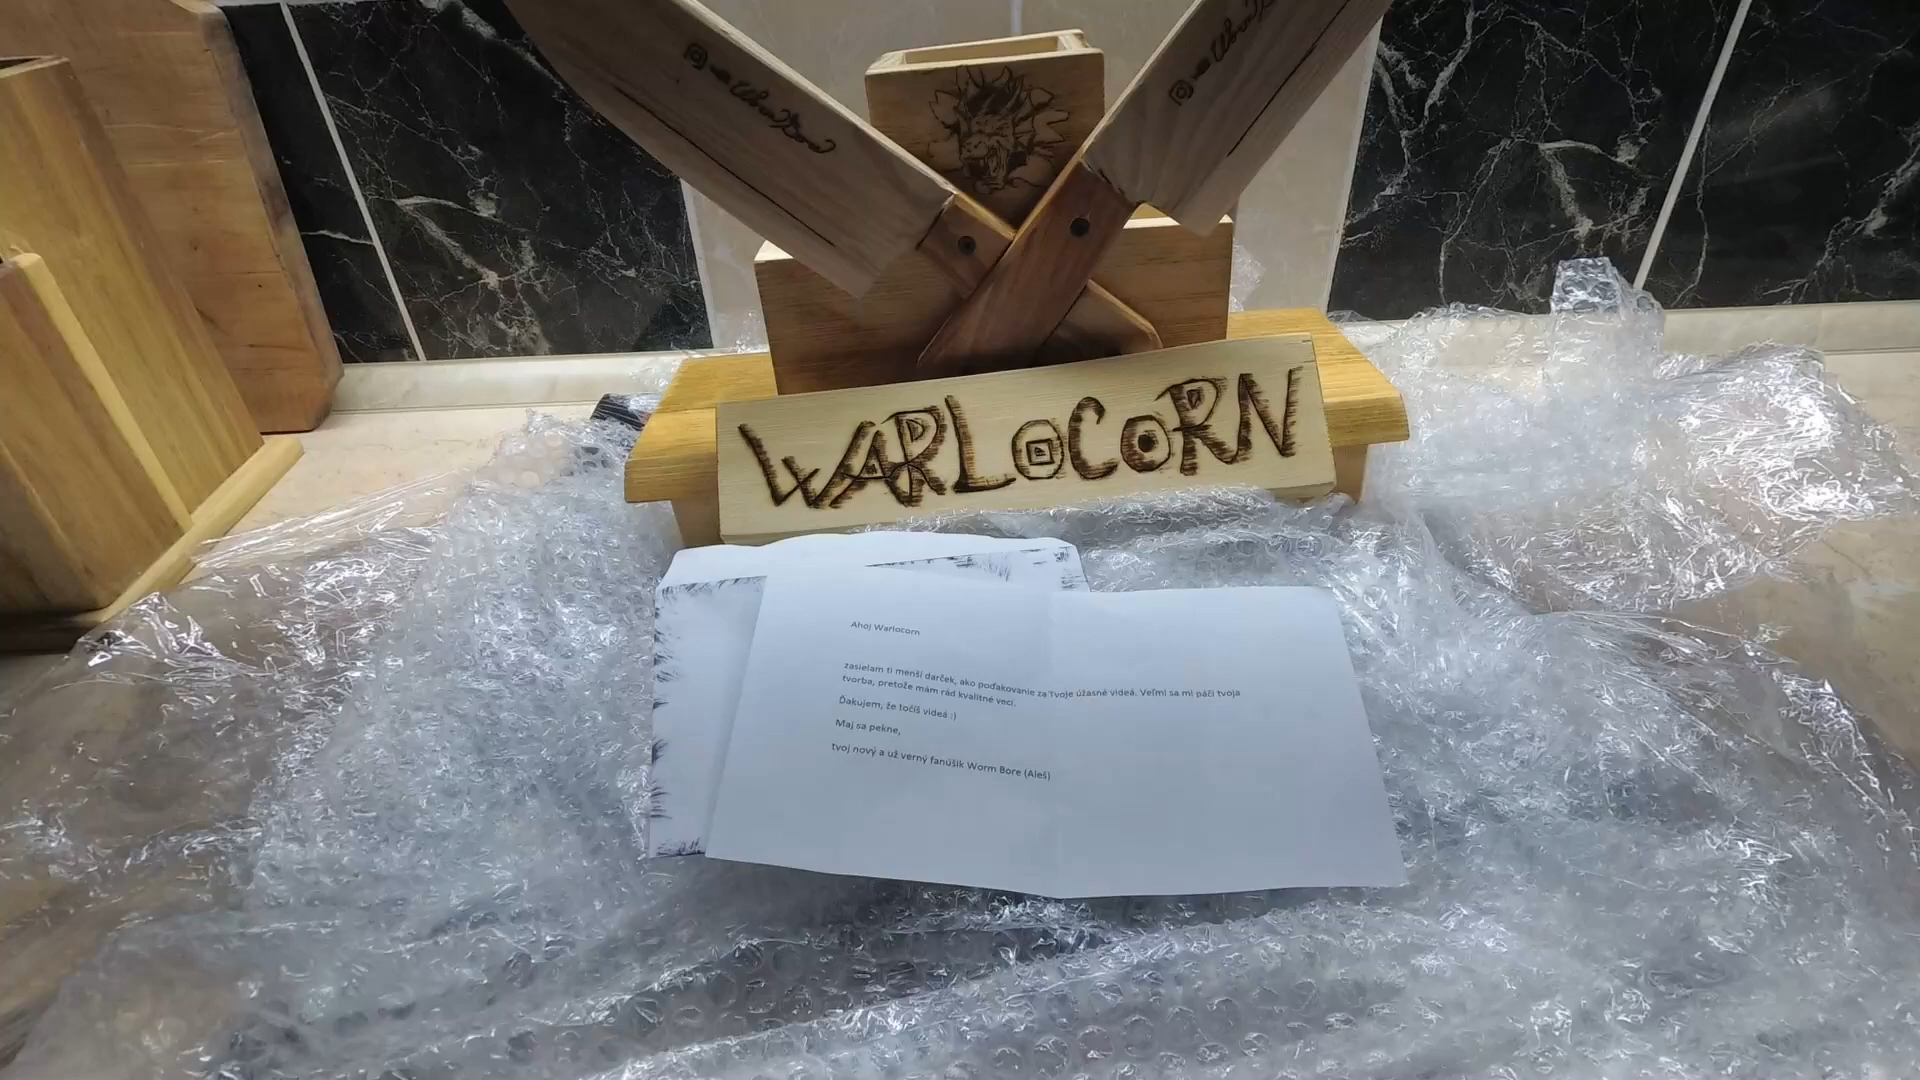 WARLOCORN
Ahoj Warlocorn
zasielam ti menší darček, ako poďakovanie za Tvoje úžasné videá. Veľmi sa mi páči tvoja
tvorba, pretože mám rád kvalitné veci.
Ďakujem, že točíš videá :)
Maj sa pekne,
tvoj nový a už verný fanúšik Worm Bore (Aleš)